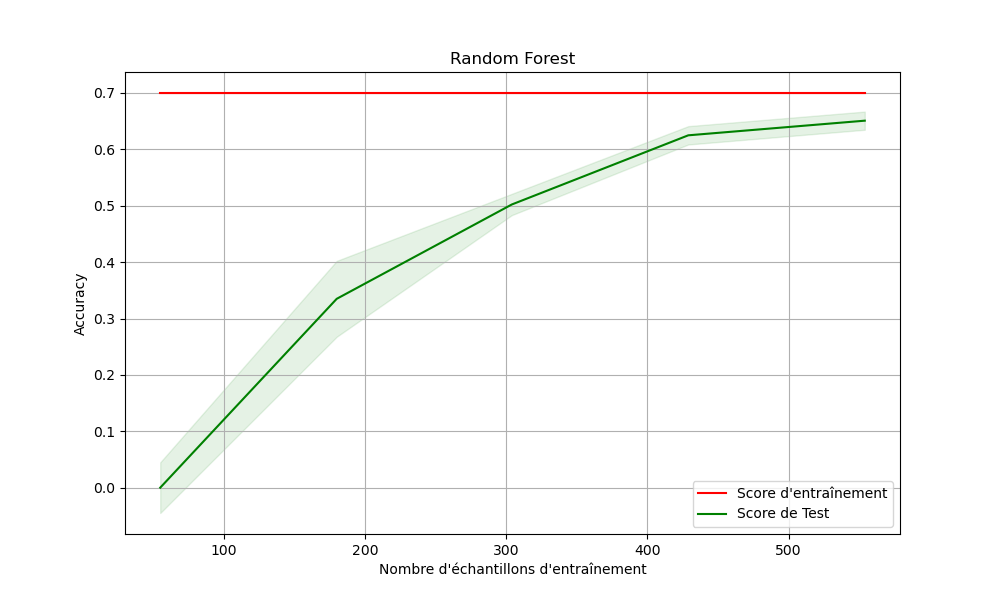 Random Forest
Accuracy
0.7
0.6
0.5
0.4
0.3
0.2
0.1
0.0
100 200 300 400 500
Nombre d'échantillons d'entraînement
Score d'entraînement
Score de Test